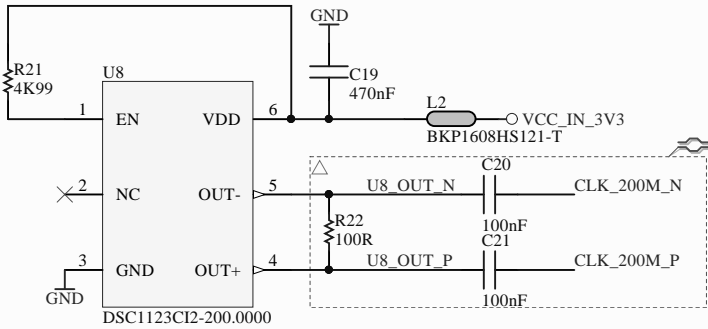 GND
R21
4K99
U8
C19
470nF
L2
1
EN
VDD
6
VCC_IN_3V3
BKP1608HS121-T
C20
2
NC
OUT-
5
U8_OUT_N
CLK_200M_N
R22
100R
100nF
C21
3
GND
OUT+
4
U8_OUT_P
CLK_200M_P
GND
100nF
DSC1123CI2-200.0000